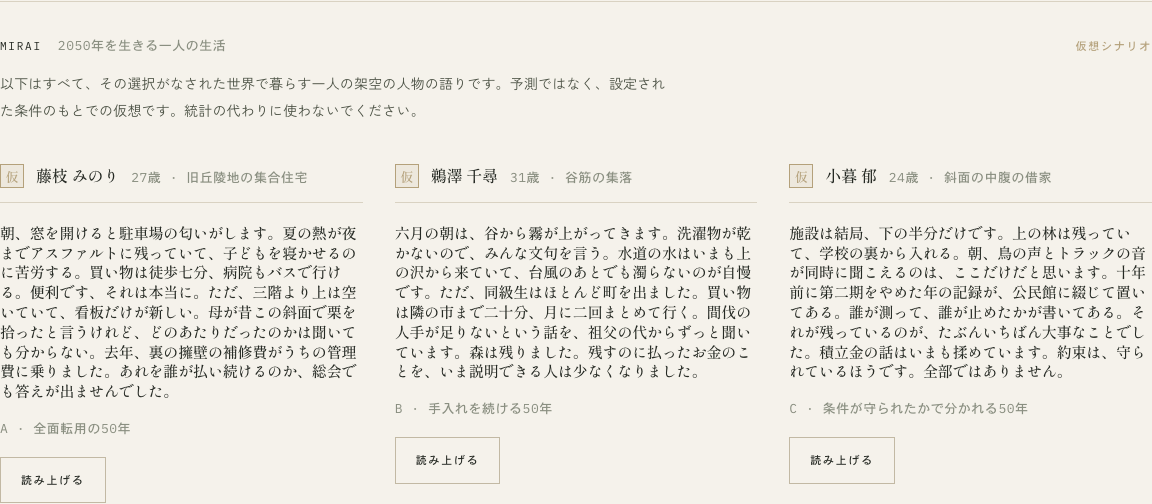 MIRAI 2050年を生きる一人の生活
仮想シナリオ
以下はすべて、その選択がなされた世界で暮らす一人の架空の人物の語りです。予測ではなく、設定され
た条件のもとでの仮想です。統計の代わりに使わないでください。
仮 藤枝 みのり 27歳 · 旧丘陵地の集合住宅
朝、窓を開けると駐車場の匂いがします。夏の熱が夜
までアスファルトに残っていて、子どもを寝かせるの
に苦労する。買い物は徒歩七分、病院もバスで行け
る。便利です、それは本当に。ただ、三階より上は空
いていて、看板だけが新しい。母が昔この斜面で栗を
拾ったと言うけれど、どのあたりだったのかは聞いて
も分からない。去年、裏の擁壁の補修費がうちの管理
費に乗りました。あれを誰が払い続けるのか、総会で
も答えが出ませんでした。
A · 全面転用の50年
読み上げる
仮 鵜澤 千尋 31歳 · 谷筋の集落
六月の朝は、谷から霧が上がってきます。洗濯物が乾
かないので、みんな文句を言う。水道の水はいまも上
の沢から来ていて、台風のあとでも濁らないのが自慢
です。ただ、同級生はほとんど町を出ました。買い物
は隣の市まで二十分、月に二回まとめて行く。間伐の
人手が足りないという話を、祖父の代からずっと聞い
ています。森は残りました。残すのに払ったお金のこ
とを、いま説明できる人は少なくなりました。
B · 手入れを続ける50年
読み上げる
仮 小暮 郁 24歳 · 斜面の中腹の借家
施設は結局、下の半分だけです。上の林は残ってい
て、学校の裏から入れる。朝、鳥の声とトラックの音
が同時に聞こえるのは、ここだけだと思います。十年
前に第二期をやめた年の記録が、公民館に綴じて置い
てある。誰が測って、誰が止めたかが書いてある。そ
れが残っているのが、たぶんいちばん大事なことでし
た。積立金の話はいまも揉めています。約束は、守ら
れているほうです。全部ではありません。
C · 条件が守られたかで分かれる50年
読み上げる